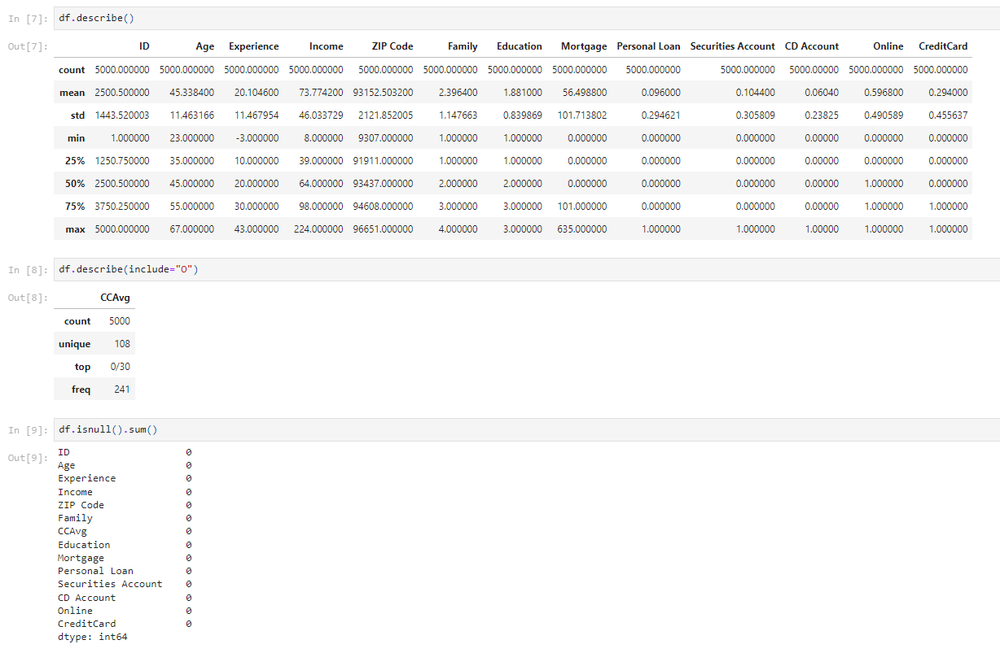 In [7]: df.describe()
Out[7]:
ID Age Experience Income ZIP Code Family Education Mortgage Personal Loan Securities Account CD Account Online CreditCard
count 5000.000000 5000.000000 5000.000000 5000.000000 5000.000000 5000.000000 5000.000000 5000.000000 5000.000000 5000.000000 5000.00000 5000.000000 5000.000000
mean 2500.500000 45.338400 20.104600 73.774200 93152.503200 2.396400 1.881000 56.498800 0.096000 0.104400 0.06040 0.596800 0.294000
std 1443.520003 11.463166 11.467954 46.033729 2121.852005 1.147663 0.839869 101.713802 0.294621 0.305809 0.23825 0.490589 0.455637
min 1.000000 23.000000 -3.000000 8.000000 9307.000000 1.000000 1.000000 0.000000 0.000000 0.000000 0.00000 0.000000 0.000000
25% 1250.750000 35.000000 10.000000 39.000000 91911.000000 1.000000 1.000000 0.000000 0.000000 0.000000 0.00000 0.000000 0.000000
50% 2500.500000 45.000000 20.000000 64.000000 93437.000000 2.000000 2.000000 0.000000 0.000000 0.000000 0.00000 1.000000 0.000000
75% 3750.250000 55.000000 30.000000 98.000000 94608.000000 3.000000 3.000000 101.000000 0.000000 0.000000 0.00000 1.000000 1.000000
max 5000.000000 67.000000 43.000000 224.000000 96651.000000 4.000000 3.000000 635.000000 1.000000 1.000000 1.00000 1.000000 1.000000
In [8]: df.describe(include="O")
Out[8]:
CCAvg
count 5000
unique 108
top 0/30
freq 241
In [9]: df.isnull().sum()
Out[9]:
ID 0
Age 0
Experience 0
Income 0
ZIP Code 0
Family 0
CCAvg 0
Education 0
Mortgage 0
Personal Loan 0
Securities Account 0
CD Account 0
Online 0
CreditCard 0
dtype: int64